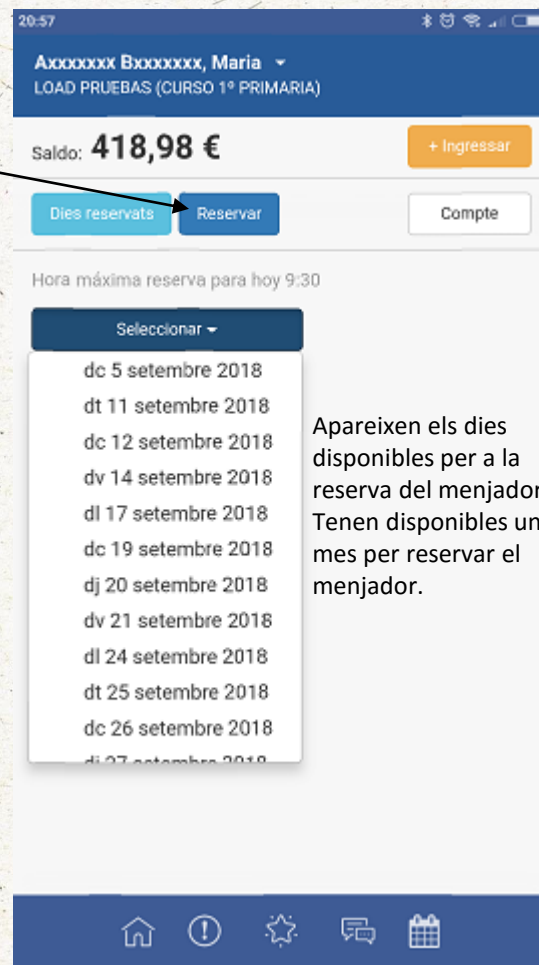 20:57
Axxxxxxx Bxxxxxxx, Maria
LOAD PRUEBAS (CURSO 1º PRIMARIA)
Saldo: 418,98 €
+ Ingressar
Dies reservats
Reservar
Compte
Hora máxima reserva para hoy 9:30
Seleccionar
dc 5 setembre 2018
dt 11 setembre 2018
dc 12 setembre 2018
dv 14 setembre 2018
dl 17 setembre 2018
dc 19 setembre 2018
dj 20 setembre 2018
dv 21 setembre 2018
dl 24 setembre 2018
dt 25 setembre 2018
dc 26 setembre 2018
dj 27 setembre 2018
Apareixen els dies
disponibles per a la
reserva del menjador
Tenen disponibles un
mes per reservar el
menjador.